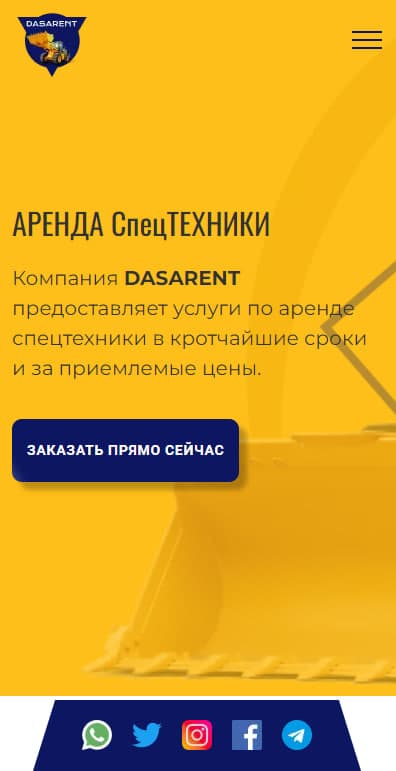 DASARENT
АРЕНДА СпецТЕХНИКИ
Компания DASARENT
предоставляет услуги по аренде
спецтехники в кротчайшие сроки
и за приемлемые цены.
ЗАКАЗАТЬ ПРЯМО СЕЙЧАС